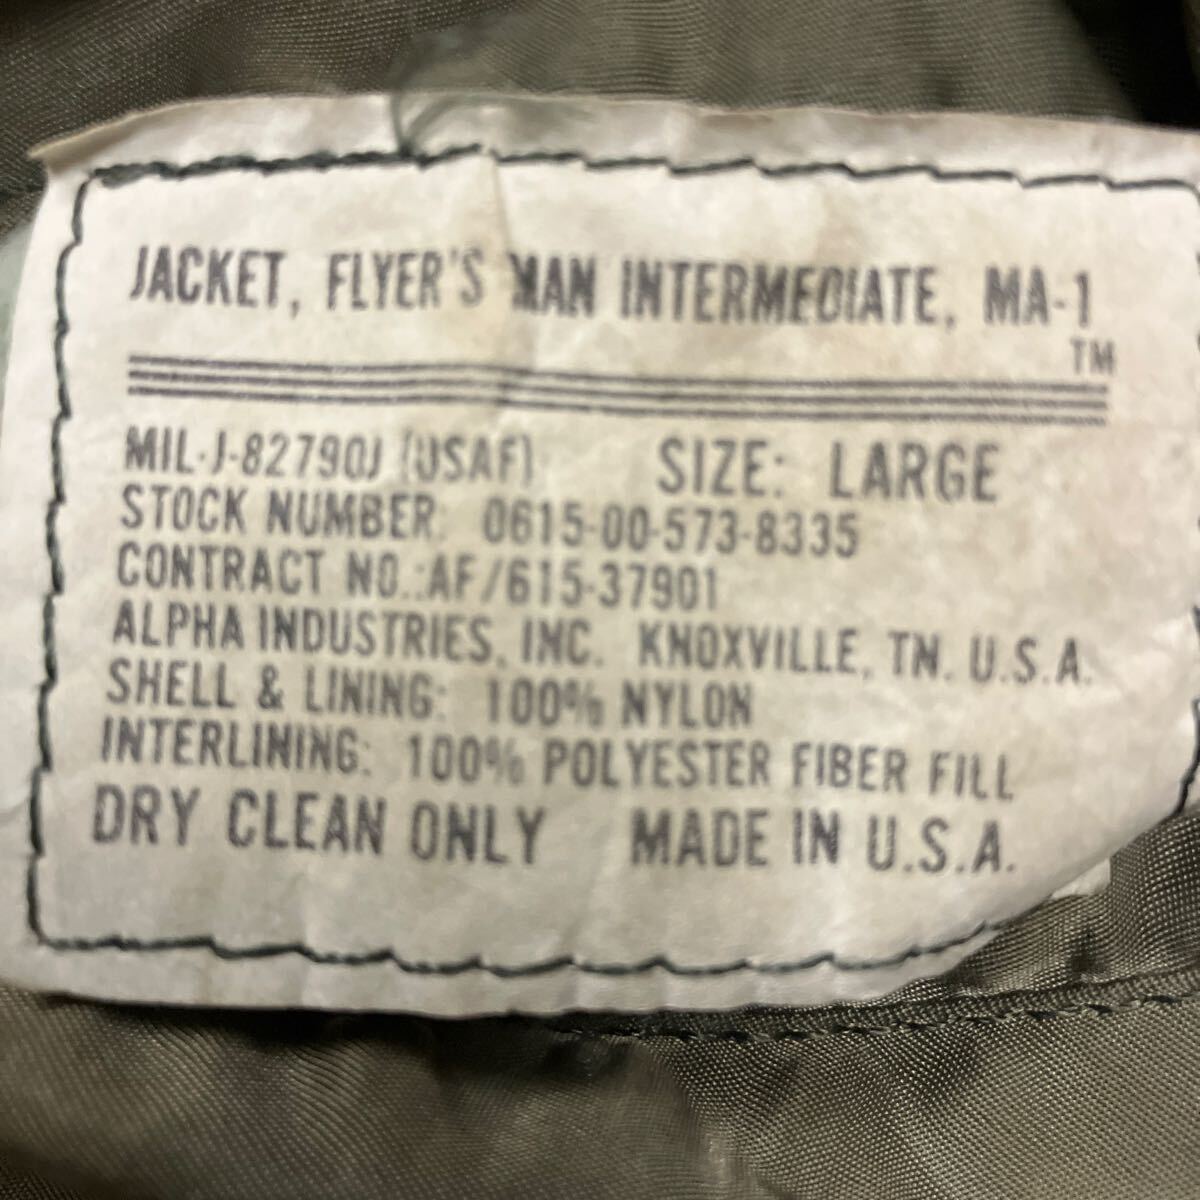 JACKET, FLYER'S MAN INTERMEDIATE, MA-1
TM
MIL-J-82790J (USAF) SIZE: LARGE
STOCK NUMBER: 0615-00-573-8335
CONTRACT NO.:AF/615-37901
ALPHA INDUSTRIES, INC. KNOXVILLE, TN. U.S.A.
SHELL & LINING: 100% NYLON
INTERLINING: 100% POLYESTER FIBER FILL
DRY CLEAN ONLY MADE IN U.S.A.